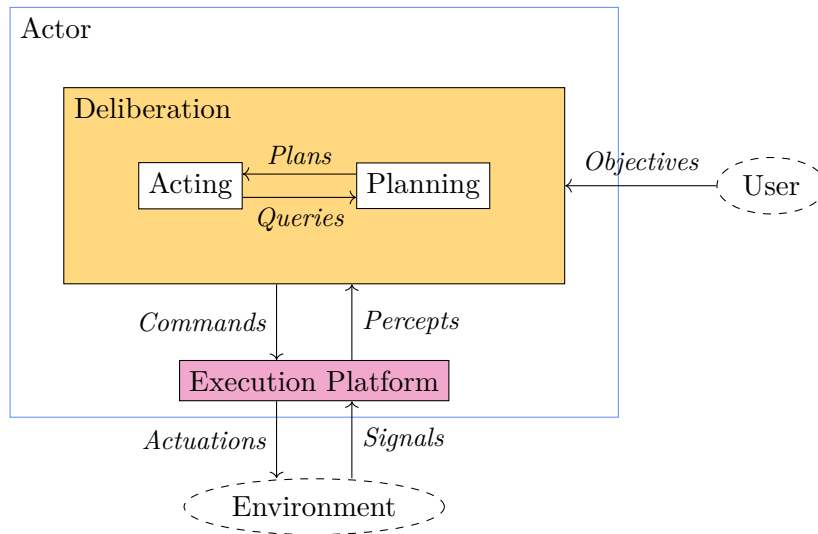 Actor
Deliberation
Plans
Acting
Planning
Queries
Objectives
User
Commands
Percepts
Execution Platform
Actuations
Signals
Environment